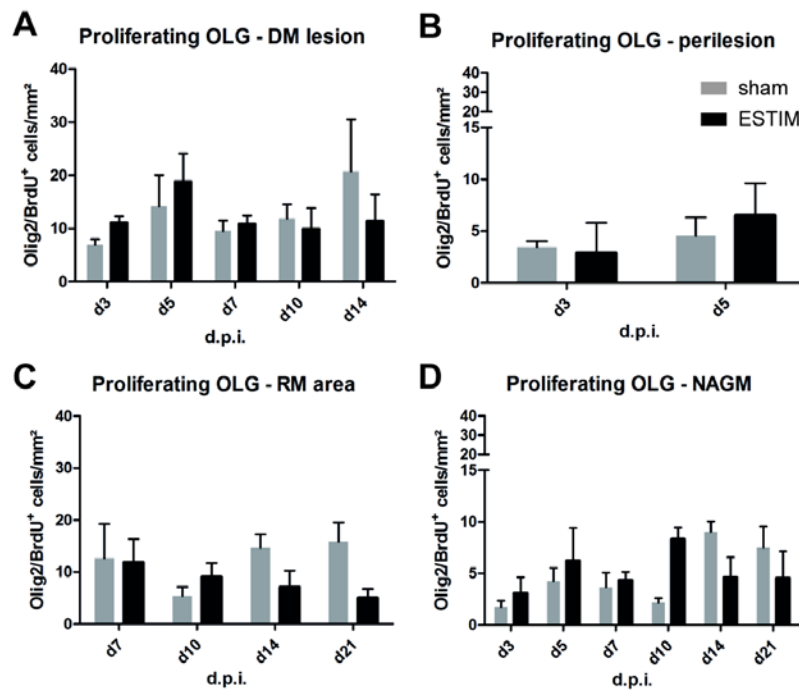 A
Proliferating OLG - DM lesion
Olig2/BrdU⁺ cells/mm²
40
30
20
10
0
d3 d5 d7 d10 d14
d.p.i.
B
Proliferating OLG - perilesion
sham
ESTIM
Olig2/BrdU⁺ cells/mm²
40
30
20
15
10
5
0
d3 d5
d.p.i.
C
Proliferating OLG - RM area
Olig2/BrdU⁺ cells/mm²
40
30
20
10
0
d7 d10 d14 d21
d.p.i.
D
Proliferating OLG - NAGM
Olig2/BrdU⁺ cells/mm²
40
30
20
15
10
5
0
d3 d5 d7 d10 d14 d21
d.p.i.